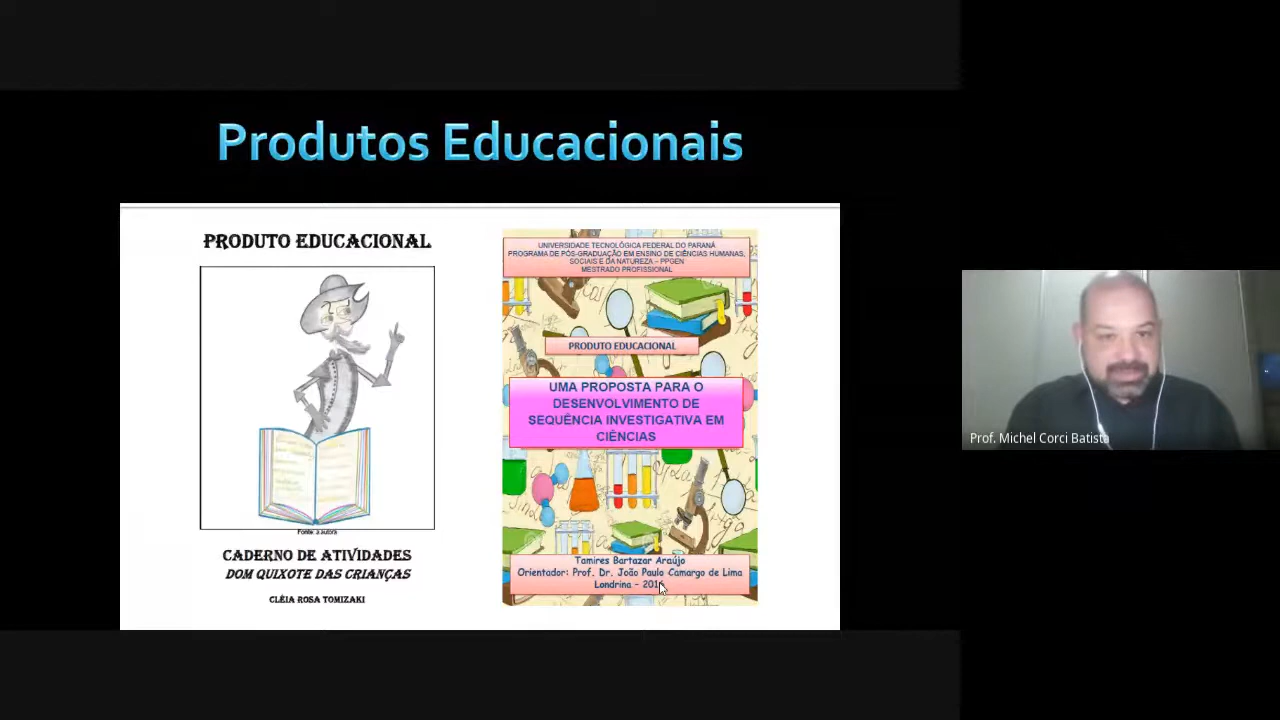 Produtos Educacionais
PRODUTO EDUCACIONAL
Fonte: a autora
CADERNO DE ATIVIDADES
DOM QUIXOTE DAS CRIANÇAS
CLÉIA ROSA TOMIZAKI
UNIVERSIDADE TECNOLÓGICA FEDERAL DO PARANÁ
PROGRAMA DE PÓS-GRADUAÇÃO EM ENSINO DE CIÊNCIAS HUMANAS,
SOCIAIS E DA NATUREZA – PPGEN
MESTRADO PROFISSIONAL
PRODUTO EDUCACIONAL
UMA PROPOSTA PARA O
DESENVOLVIMENTO DE
SEQUÊNCIA INVESTIGATIVA EM
CIÊNCIAS
Tamires Bartazar Araújo
Orientador: Prof. Dr. João Paulo Camargo de Lima
Londrina –
Prof. Michel Corci Batista